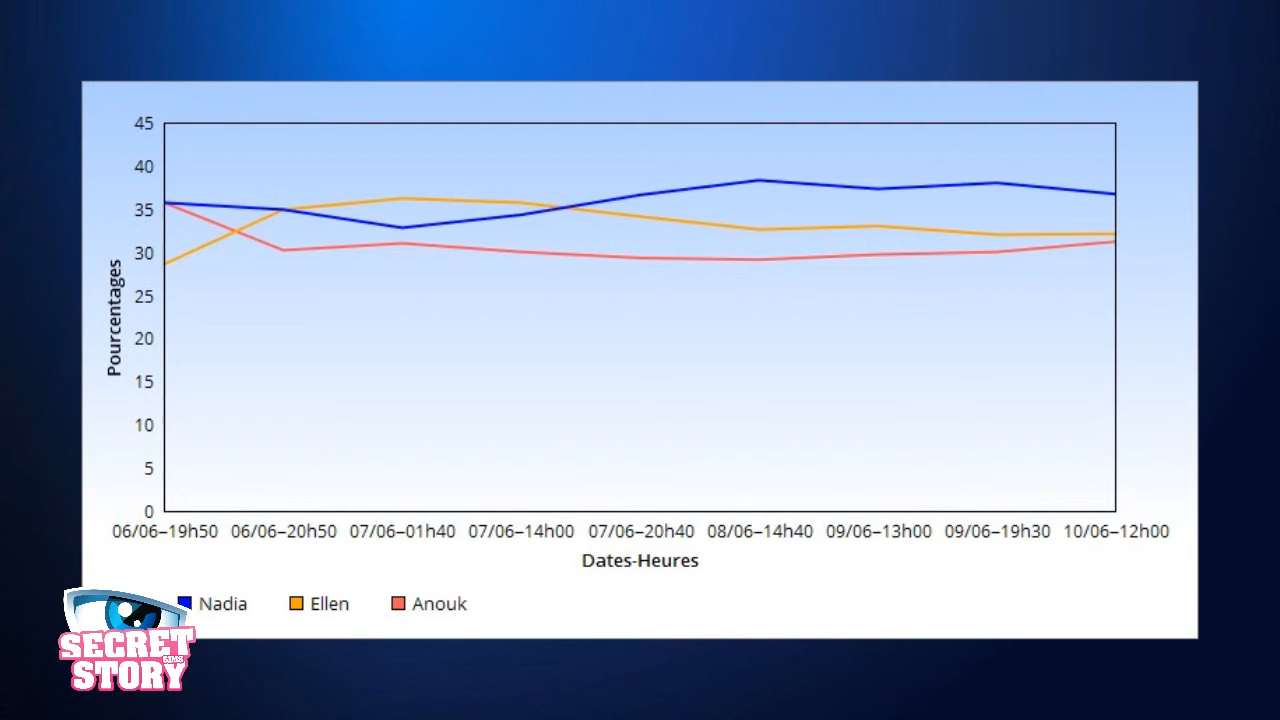 45
40
35
30
25
20
15
10
5
0
Pourcentages
06/06–19h50 06/06–20h50 07/06–01h40 07/06–14h00 07/06–20h40 08/06–14h40 09/06–13h00 09/06–19h30 10/06–12h00
Dates-Heures
Nadia Ellen Anouk
SECRET
SIMS
STORY